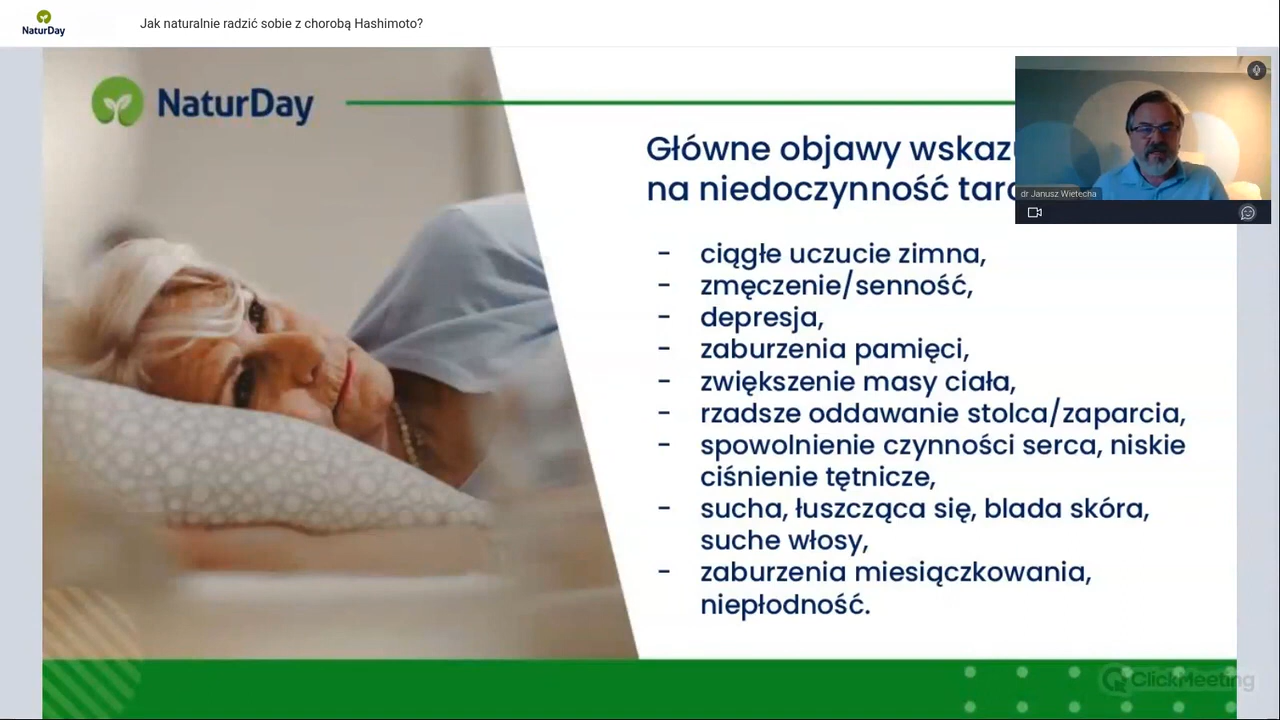 NaturDay
Jak naturalnie radzić sobie z chorobą Hashimoto?
NaturDay
dr Janusz Wietecha
Główne objawy
na niedoczynność
- ciągłe uczucie zimna,
- zmęczenie/senność,
- depresja,
- zaburzenia pamięci,
- zwiększenie masy ciała,
- rzadsze oddawanie stolca/zaparcia,
- spowolnienie czynności serca, niskie
ciśnienie tętnicze,
- sucha, łuszcząca się, blada skóra,
suche włosy,
- zaburzenia miesiączkowania,
niepłodność.
ClickMeeting